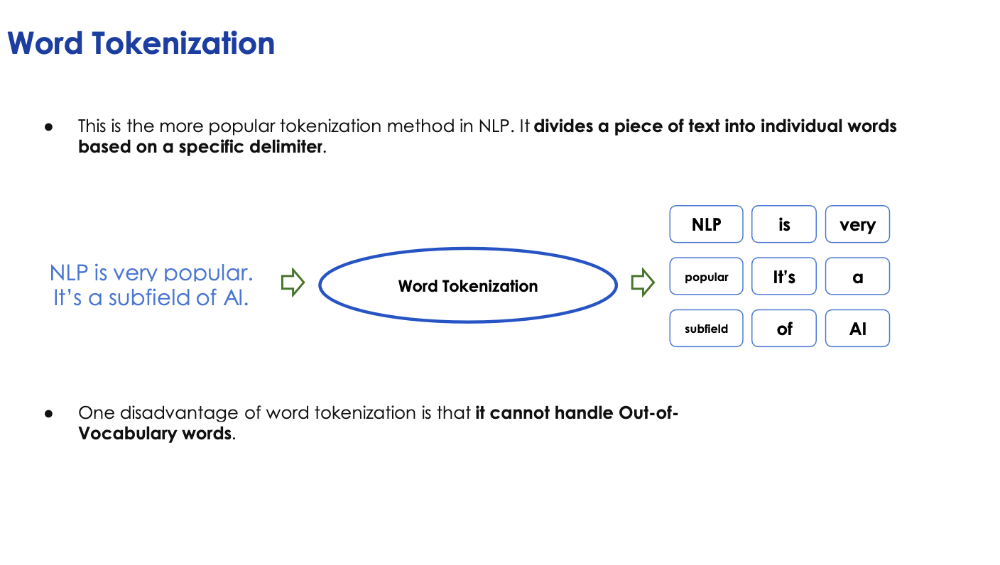 Word Tokenization
● This is the more popular tokenization method in NLP. It divides a piece of text into individual words
based on a specific delimiter.
NLP is very popular.
It’s a subfield of AI.
Word Tokenization
NLP is very
popular It’s a
subfield of AI
● One disadvantage of word tokenization is that it cannot handle Out-of-
Vocabulary words.